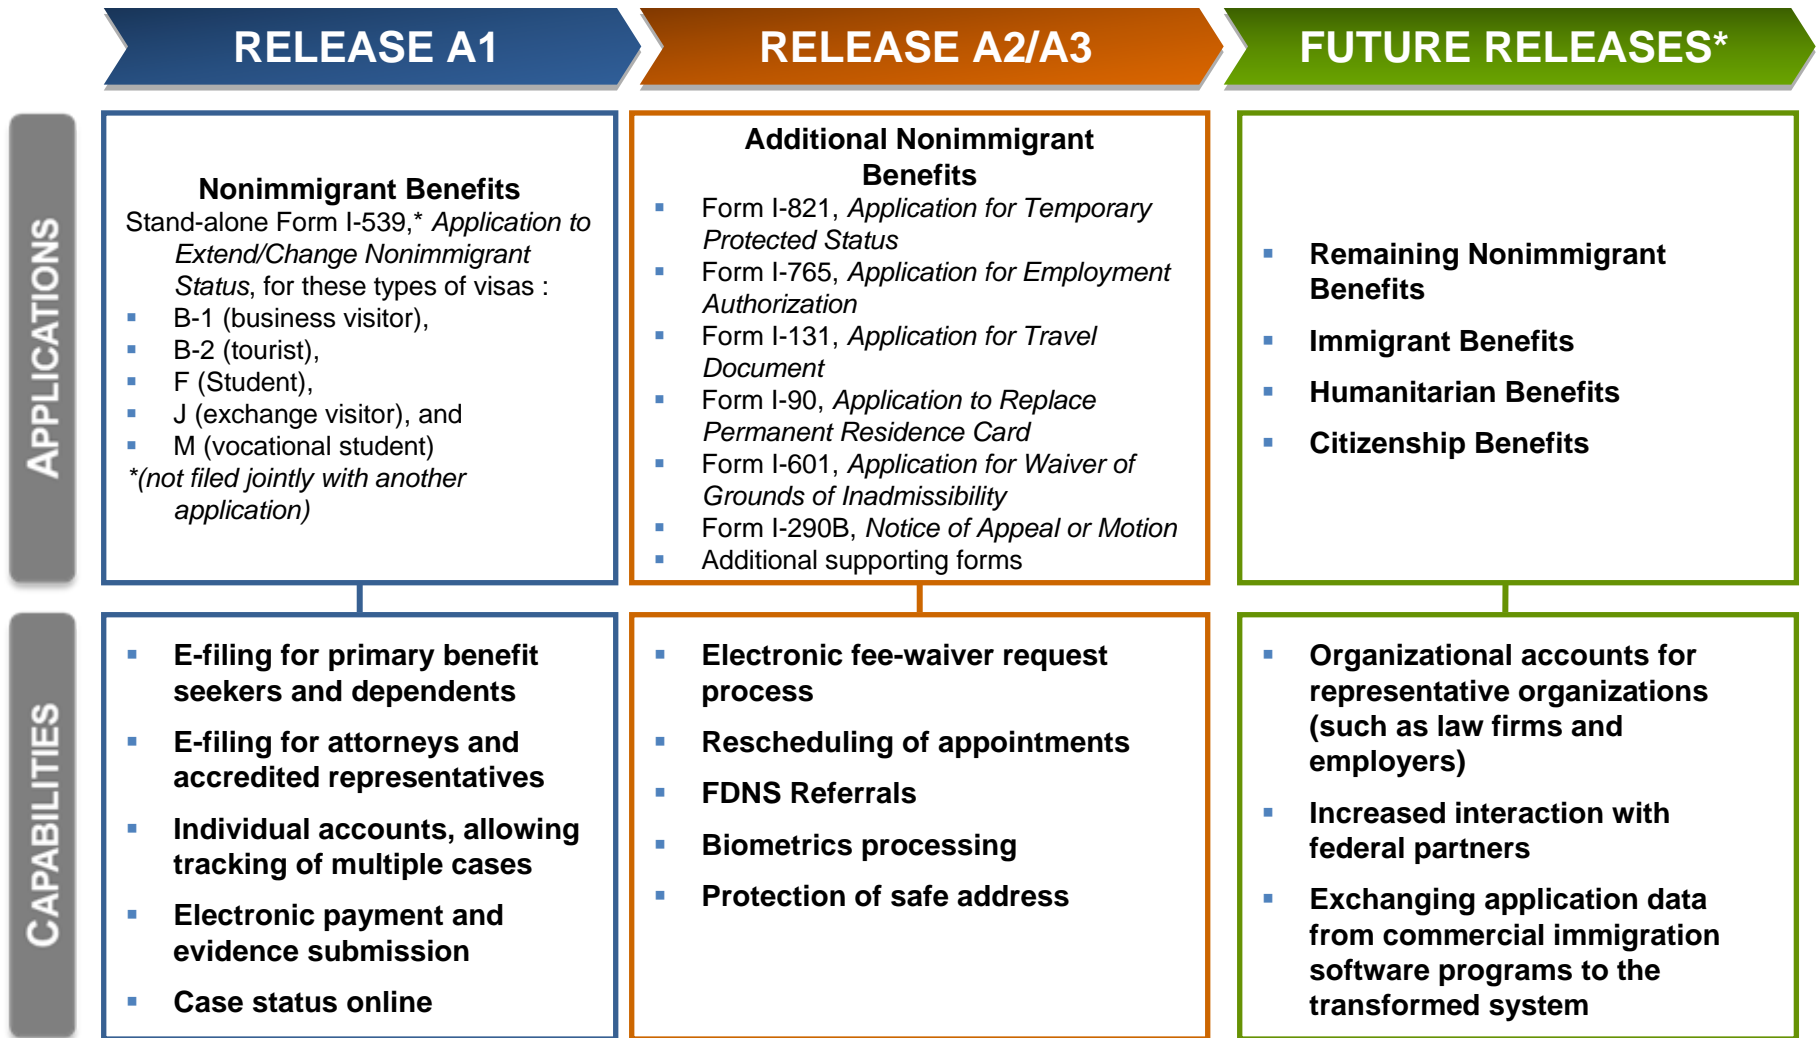 RELEASE A1
RELEASE A2/A3
FUTURE RELEASES*
APPLICATIONS
Nonimmigrant Benefits
Stand-alone Form I-539,* Application to
Extend/Change Nonimmigrant
Status, for these types of visas :
▪ B-1 (business visitor),
▪ B-2 (tourist),
▪ F (Student),
▪ J (exchange visitor), and
▪ M (vocational student)
*(not filed jointly with another
application)
Additional Nonimmigrant
Benefits
▪ Form I-821, Application for Temporary
Protected Status
▪ Form I-765, Application for Employment
Authorization
▪ Form I-131, Application for Travel
Document
▪ Form I-90, Application to Replace
Permanent Residence Card
▪ Form I-601, Application for Waiver of
Grounds of Inadmissibility
▪ Form I-290B, Notice of Appeal or Motion
▪ Additional supporting forms
▪ Remaining Nonimmigrant
Benefits
▪ Immigrant Benefits
▪ Humanitarian Benefits
▪ Citizenship Benefits
CAPABILITIES
▪ E-filing for primary benefit
seekers and dependents
▪ E-filing for attorneys and
accredited representatives
▪ Individual accounts, allowing
tracking of multiple cases
▪ Electronic payment and
evidence submission
▪ Case status online
▪ Electronic fee-waiver request
process
▪ Rescheduling of appointments
▪ FDNS Referrals
▪ Biometrics processing
▪ Protection of safe address
▪ Organizational accounts for
representative organizations
(such as law firms and
employers)
▪ Increased interaction with
federal partners
▪ Exchanging application data
from commercial immigration
software programs to the
transformed system